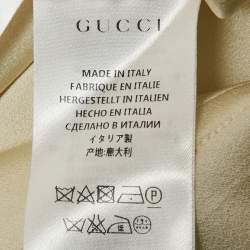 GUCCI
MADE IN ITALY
FABRIQUÉ EN ITALIE
HERGESTELLT IN ITALIEN
HECHO EN ITALIA
СДЕЛАНО В ИТАЛИИ
イタリア製
产地:意大利
P